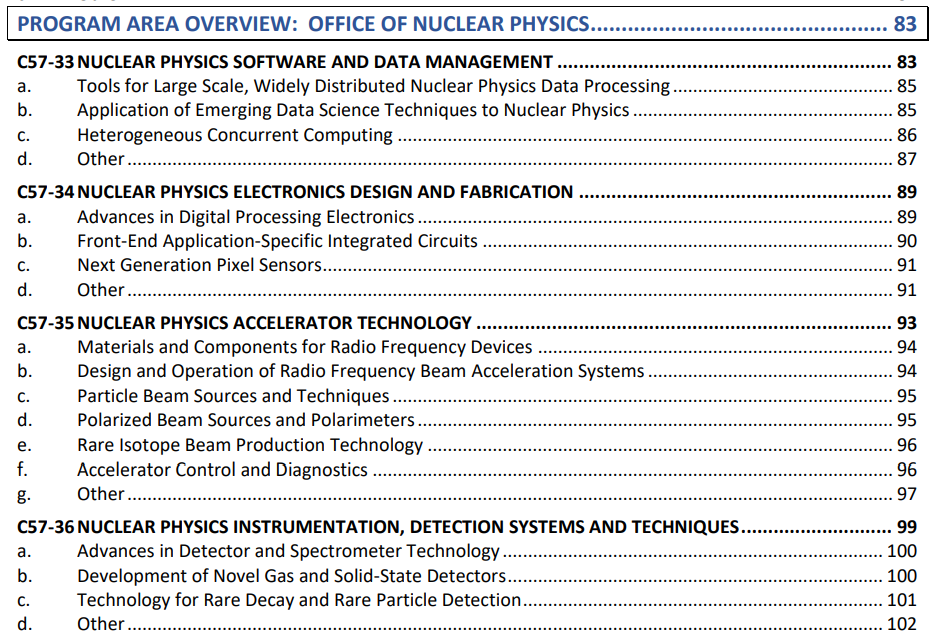 PROGRAM AREA OVERVIEW: OFFICE OF NUCLEAR PHYSICS................................................ 83
C57-33 NUCLEAR PHYSICS SOFTWARE AND DATA MANAGEMENT ............................................................ 83
a. Tools for Large Scale, Widely Distributed Nuclear Physics Data Processing ........................................ 85
b. Application of Emerging Data Science Techniques to Nuclear Physics ................................................ 85
c. Heterogeneous Concurrent Computing ............................................................................................ 86
d. Other ................................................................................................................................................ 87
C57-34 NUCLEAR PHYSICS ELECTRONICS DESIGN AND FABRICATION ........................................................ 89
a. Advances in Digital Processing Electronics ........................................................................................ 89
b. Front-End Application-Specific Integrated Circuits ........................................................................... 90
c. Next Generation Pixel Sensors.......................................................................................................... 91
d. Other ................................................................................................................................................ 91
C57-35 NUCLEAR PHYSICS ACCELERATOR TECHNOLOGY .......................................................................... 93
a. Materials and Components for Radio Frequency Devices ................................................................ 94
b. Design and Operation of Radio Frequency Beam Acceleration Systems ............................................ 94
c. Particle Beam Sources and Techniques ............................................................................................ 95
d. Polarized Beam Sources and Polarimeters ........................................................................................ 95
e. Rare Isotope Beam Production Technology ...................................................................................... 96
f. Accelerator Control and Diagnostics ................................................................................................ 96
g. Other ................................................................................................................................................ 97
C57-36 NUCLEAR PHYSICS INSTRUMENTATION, DETECTION SYSTEMS AND TECHNIQUES........................... 99
a. Advances in Detector and Spectrometer Technology ..................................................................... 100
b. Development of Novel Gas and Solid-State Detectors.................................................................... 100
c. Technology for Rare Decay and Rare Particle Detection................................................................. 101
d. Other .............................................................................................................................................. 102